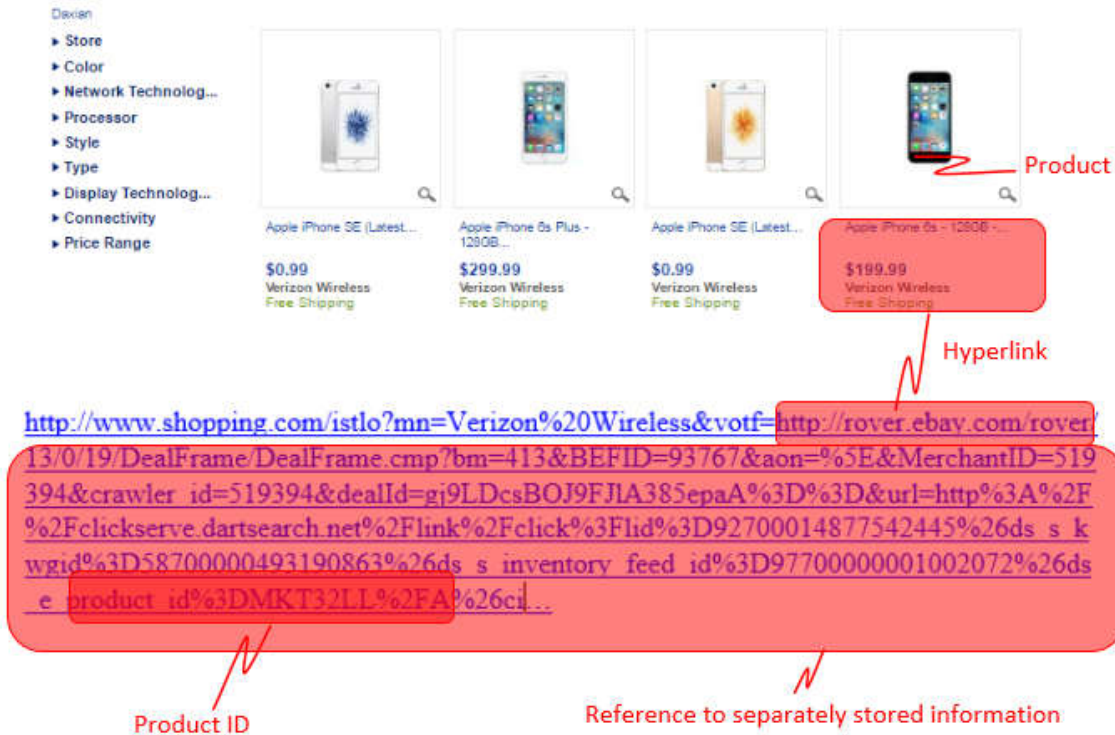 Daxian
Store
Color
Network Technolog...
Processor
Style
Type
Display Technolog...
Connectivity
Price Range
Apple iPhone SE (Latest...
$0.99
Verizon Wireless
Free Shipping
Apple iPhone 6s Plus -
128GB...
$299.99
Verizon Wireless
Free Shipping
Apple iPhone SE (Latest...
$0.99
Verizon Wireless
Free Shipping
Apple iPhone 6s - 128GB -...
$199.99
Verizon Wireless
Free Shipping
Product
Hyperlink
http://www.shopping.com/istlo?mn=Verizon%20Wireless&votf=http://rover.ebay.com/rover/
13/0/19/DealFrame/DealFrame.cmp?bm=413&BEFID=93767&aon=%5E&MerchantID=519
394&crawler_id=519394&dealId=gj9LDcsBOJ9FJlA385epaA%3D%3D&url=http%3A%2F
%2Fclickserve.dartsearch.net%2Flink%2Fclick%3Flid%3D92700014877542445%26ds_s_k
wgid%3D58700000493190863%26ds_s_inventory_feed_id%3D97700000001002072%26ds
_e_product_id%3DMKT32LL%2FA%26ci...
Product ID
Reference to separately stored information